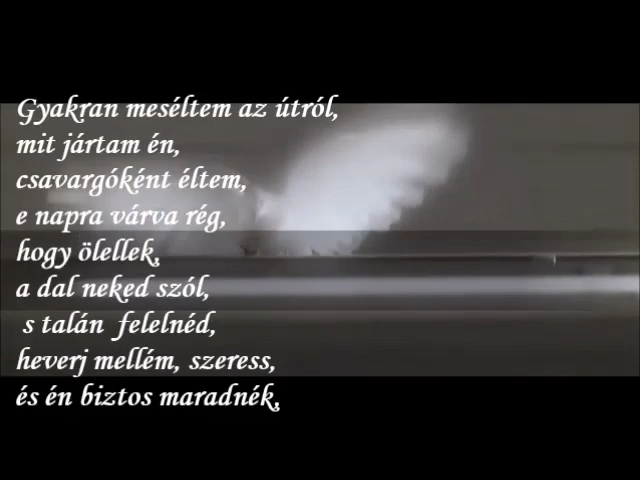 Gyakran meséltem az útról,
mit jártam én,
csavargóként éltem,
e napra várva rég,
hogy ölellek,
a dal neked szól,
s talán felelnéd,
heverj mellém, szeress,
és én biztos maradnék,